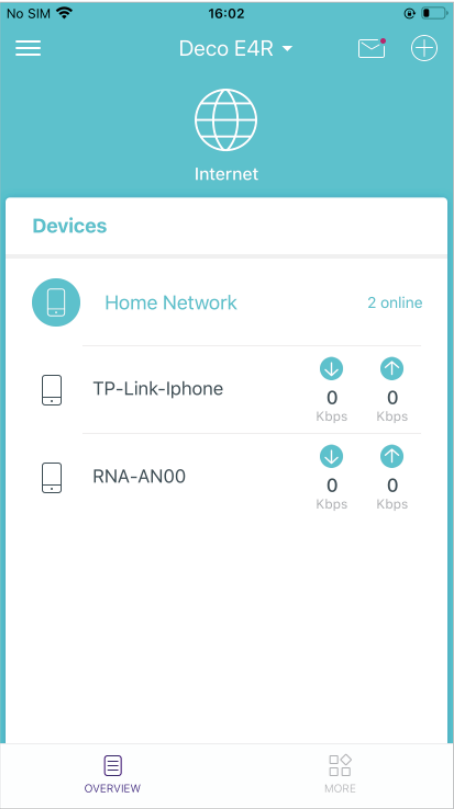 No SIM 16:02
Deco E4R
Internet
Devices
Home Network 2 online
TP-Link-Iphone 0 0
Kbps Kbps
RNA-AN00 0 0
Kbps Kbps
OVERVIEW MORE